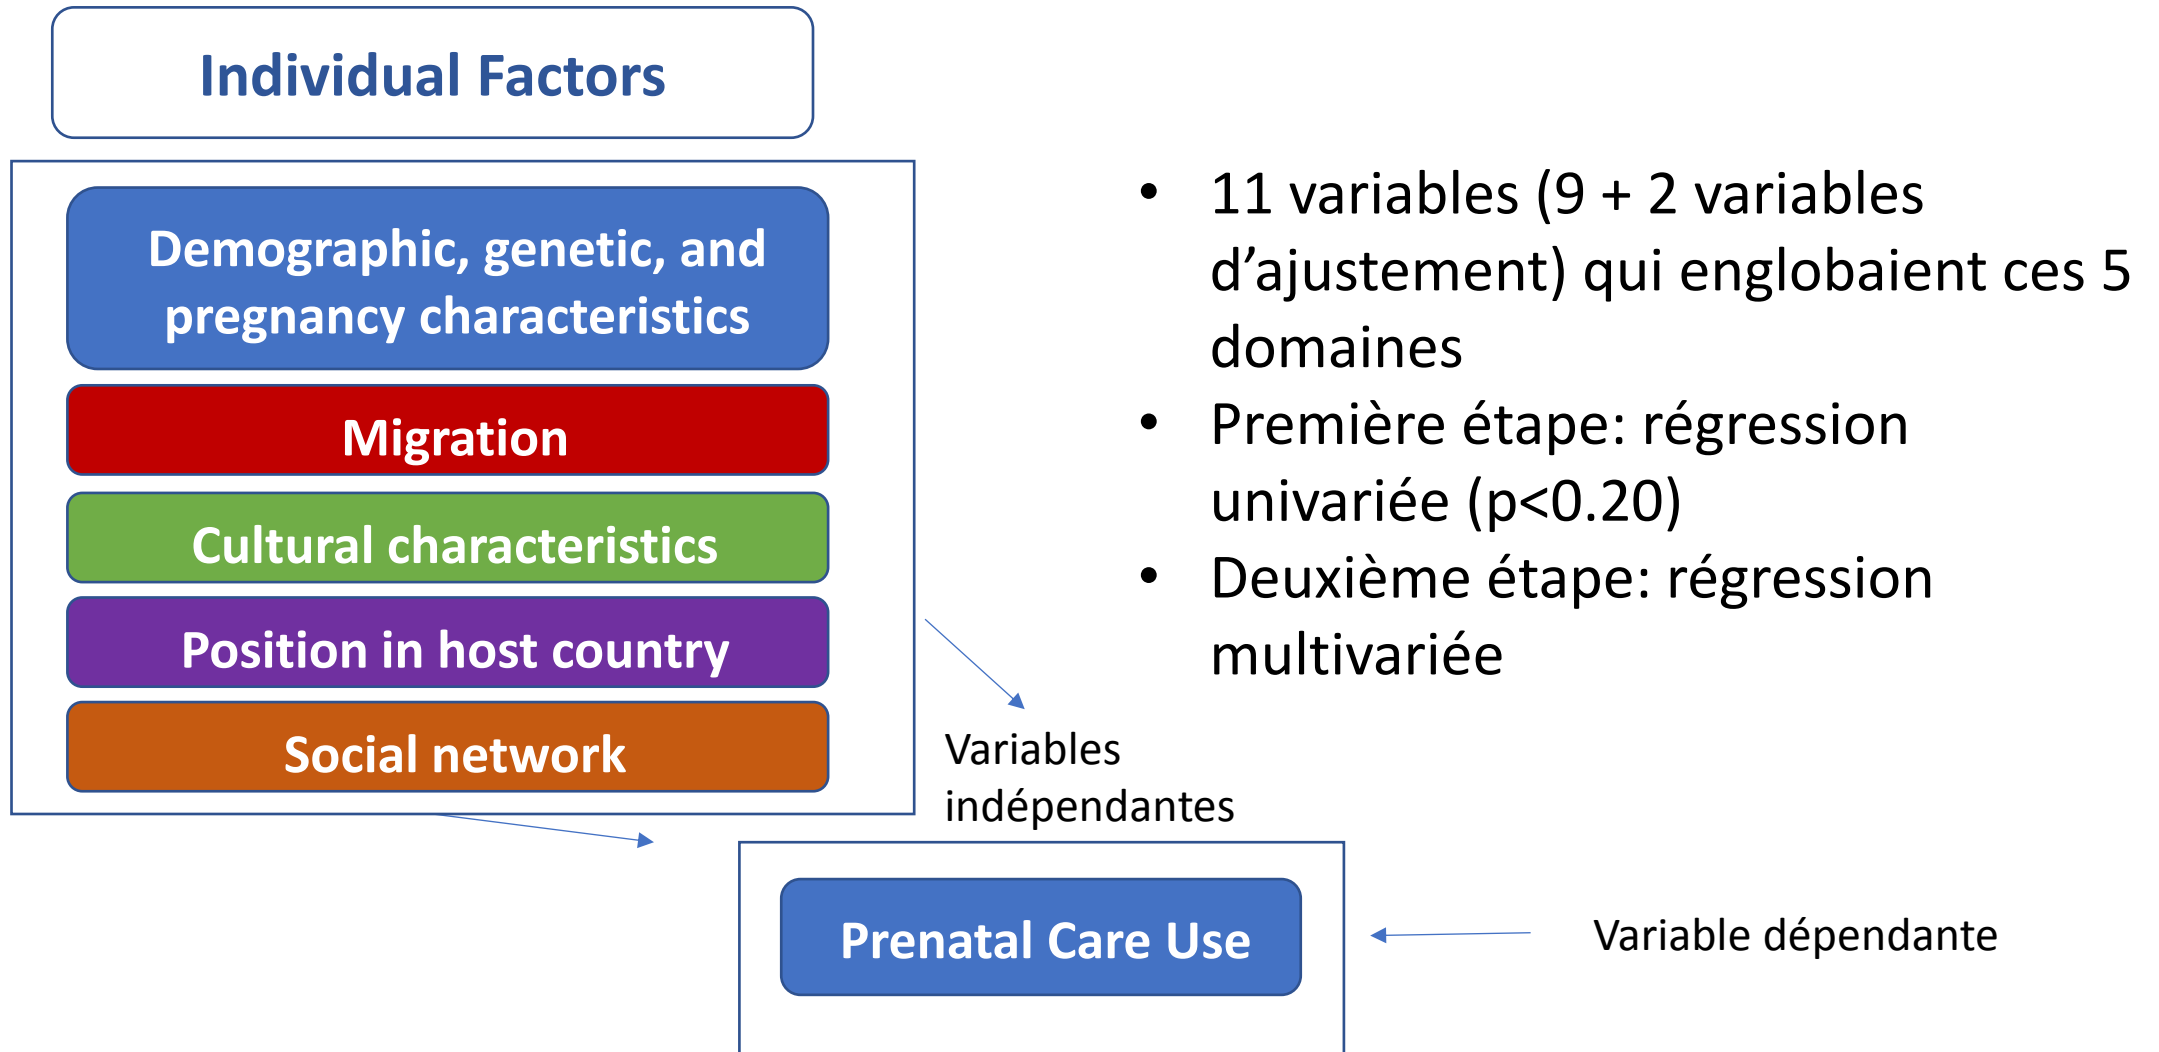 Individual Factors
Demographic, genetic, and
pregnancy characteristics
Migration
Cultural characteristics
Position in host country
Social network
• 11 variables (9 + 2 variables
d’ajustement) qui englobaient ces 5
domaines
• Première étape: régression
univariée (p<0.20)
• Deuxième étape: régression
multivariée
Variables
indépendantes
Prenatal Care Use
Variable dépendante